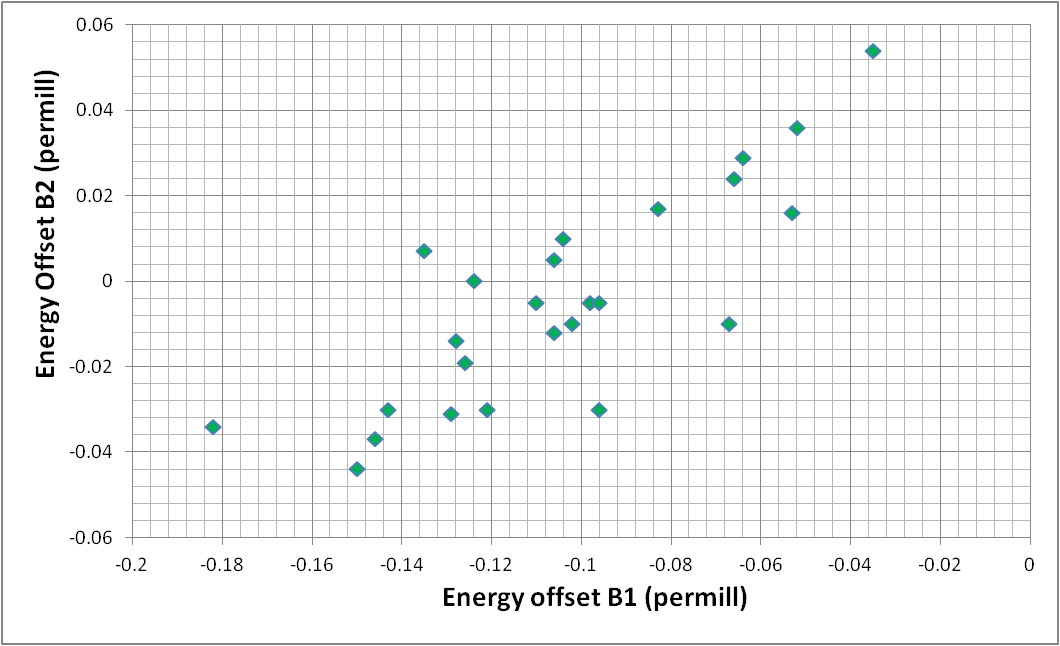 0.06
0.04
0.02
0
-0.02
-0.04
-0.06
Energy Offset B2 (permill)
-0.2 -0.18 -0.16 -0.14 -0.12 -0.1 -0.08 -0.06 -0.04 -0.02 0
Energy offset B1 (permill)